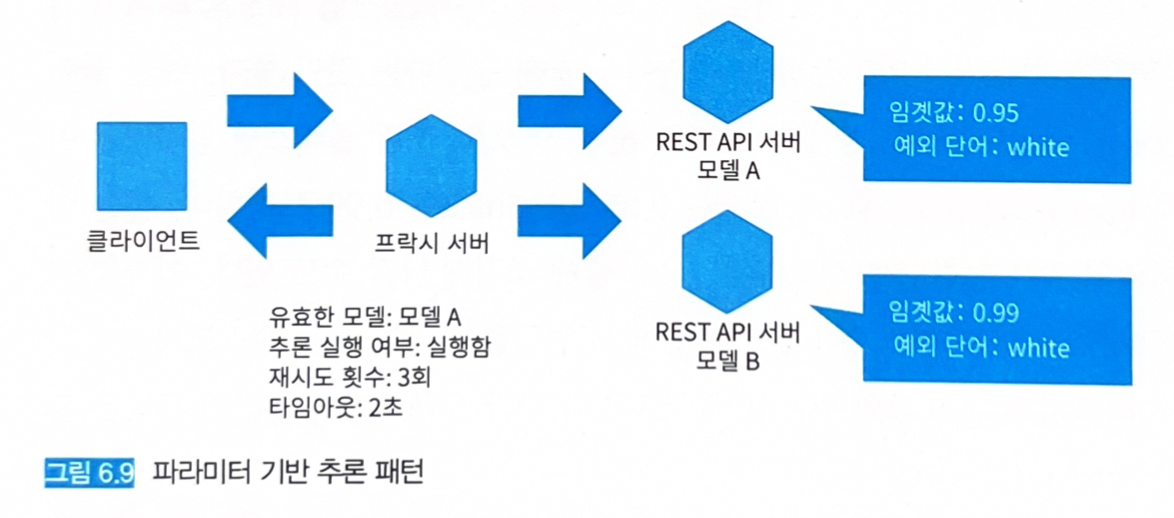 클라이언트
프락시 서버
REST API 서버
모델 A
임곗값: 0.95
예외 단어: white
REST API 서버
모델 B
임곗값: 0.99
예외 단어: white
유효한 모델: 모델 A
추론 실행 여부: 실행함
재시도 횟수: 3회
타임아웃: 2초
그림 6.9 파라미터 기반 추론 패턴